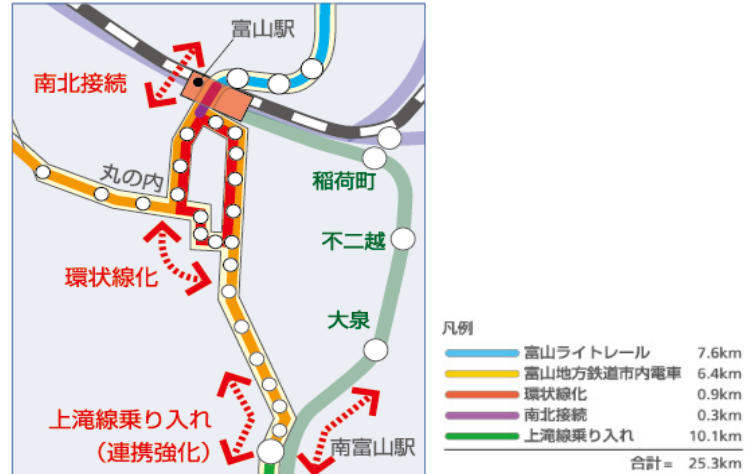 富山駅
南北接続
丸の内
稲荷町
不二越
環状線化
大泉
上滝線乗り入れ
（連携強化）
南富山駅
凡例
富山ライトレール 7.6km
富山地方鉄道市内電車 6.4km
環状線化 0.9km
南北接続 0.3km
上滝線乗り入れ 10.1km
合計= 25.3km